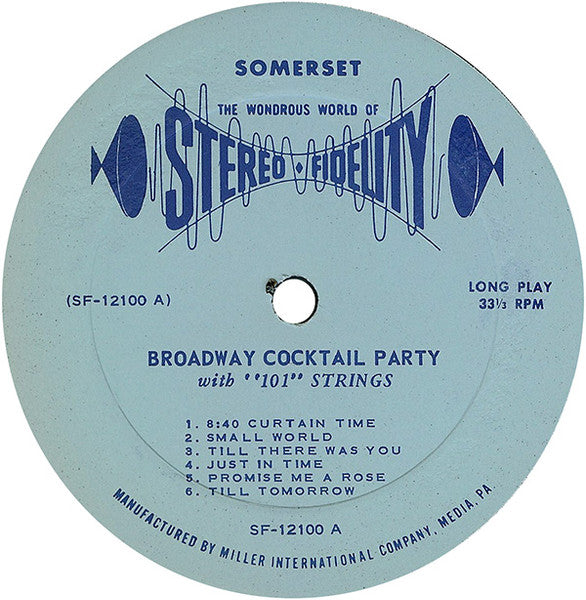 SOMERSET
THE WONDROUS WORLD OF
STEREO • FIDELITY
(SF-12100 A)
LONG PLAY
33⅓ RPM
BROADWAY COCKTAIL PARTY
with "101" STRINGS
1. 8:40 CURTAIN TIME
2. SMALL WORLD
3. TILL THERE WAS YOU
4. JUST IN TIME
5. PROMISE ME A ROSE
6. TILL TOMORROW
SF-12100 A
MANUFACTURED BY MILLER INTERNATIONAL COMPANY, MEDIA, PA.